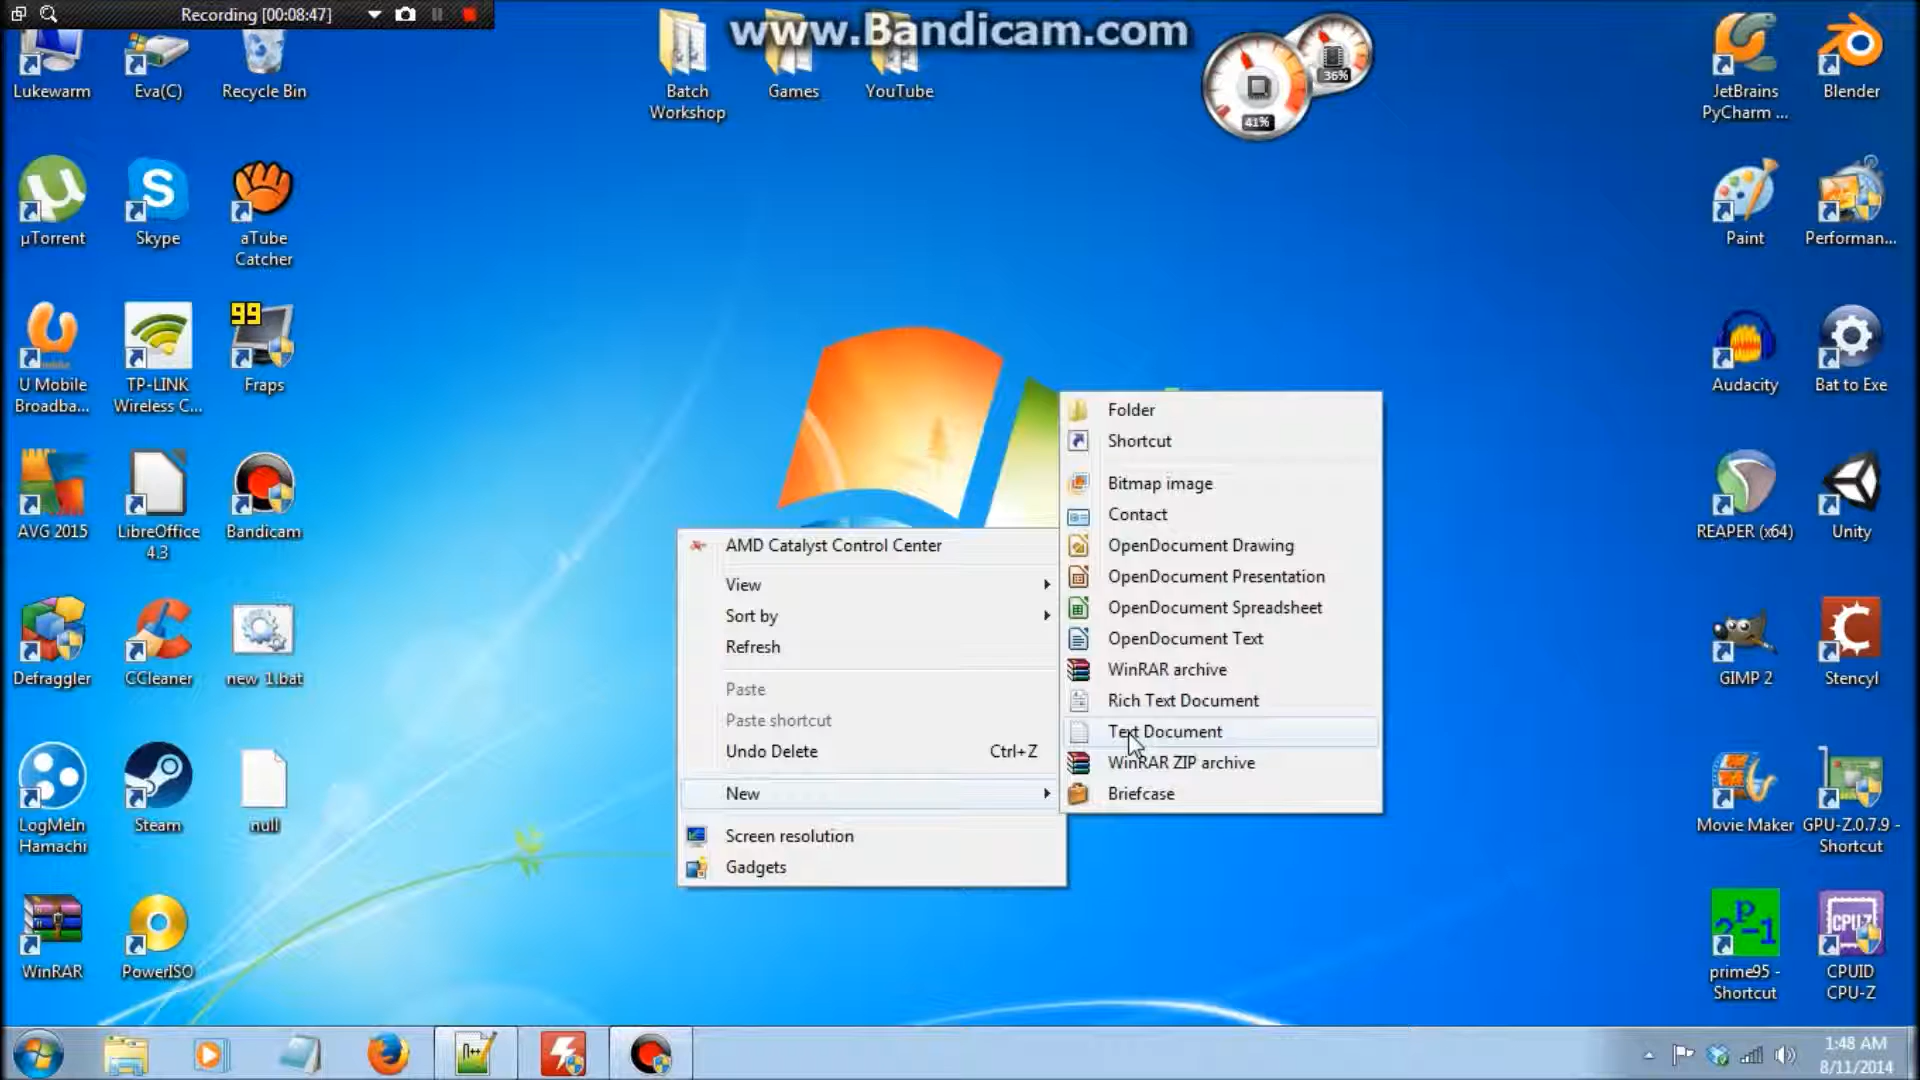 Recording [00:08:47]
www.Bandicam.com
Lukewarm
Eva(C)
Recycle Bin
Batch
Workshop
Games
YouTube
41%
36%
JetBrains
PyCharm ...
Blender
µTorrent
Skype
aTube
Catcher
Paint
Performan...
99
U Mobile
Broadba...
TP-LINK
Wireless C...
Fraps
Audacity
Bat to Exe
AVG 2015
LibreOffice
4.3
Bandicam
REAPER (x64)
Unity
Defraggler
CCleaner
new 1.bat
GIMP 2
Stencyl
LogMeIn
Hamachi
Steam
null
Movie Maker
GPU-Z.0.7.9 -
Shortcut
WinRAR
PowerISO
prime95 -
Shortcut
CPUID
CPU-Z
AMD Catalyst Control Center
View
Sort by
Refresh
Paste
Paste shortcut
Undo Delete Ctrl+Z
New
Screen resolution
Gadgets
Folder
Shortcut
Bitmap image
Contact
OpenDocument Drawing
OpenDocument Presentation
OpenDocument Spreadsheet
OpenDocument Text
WinRAR archive
Rich Text Document
Text Document
WinRAR ZIP archive
Briefcase
1:48 AM
8/11/2014